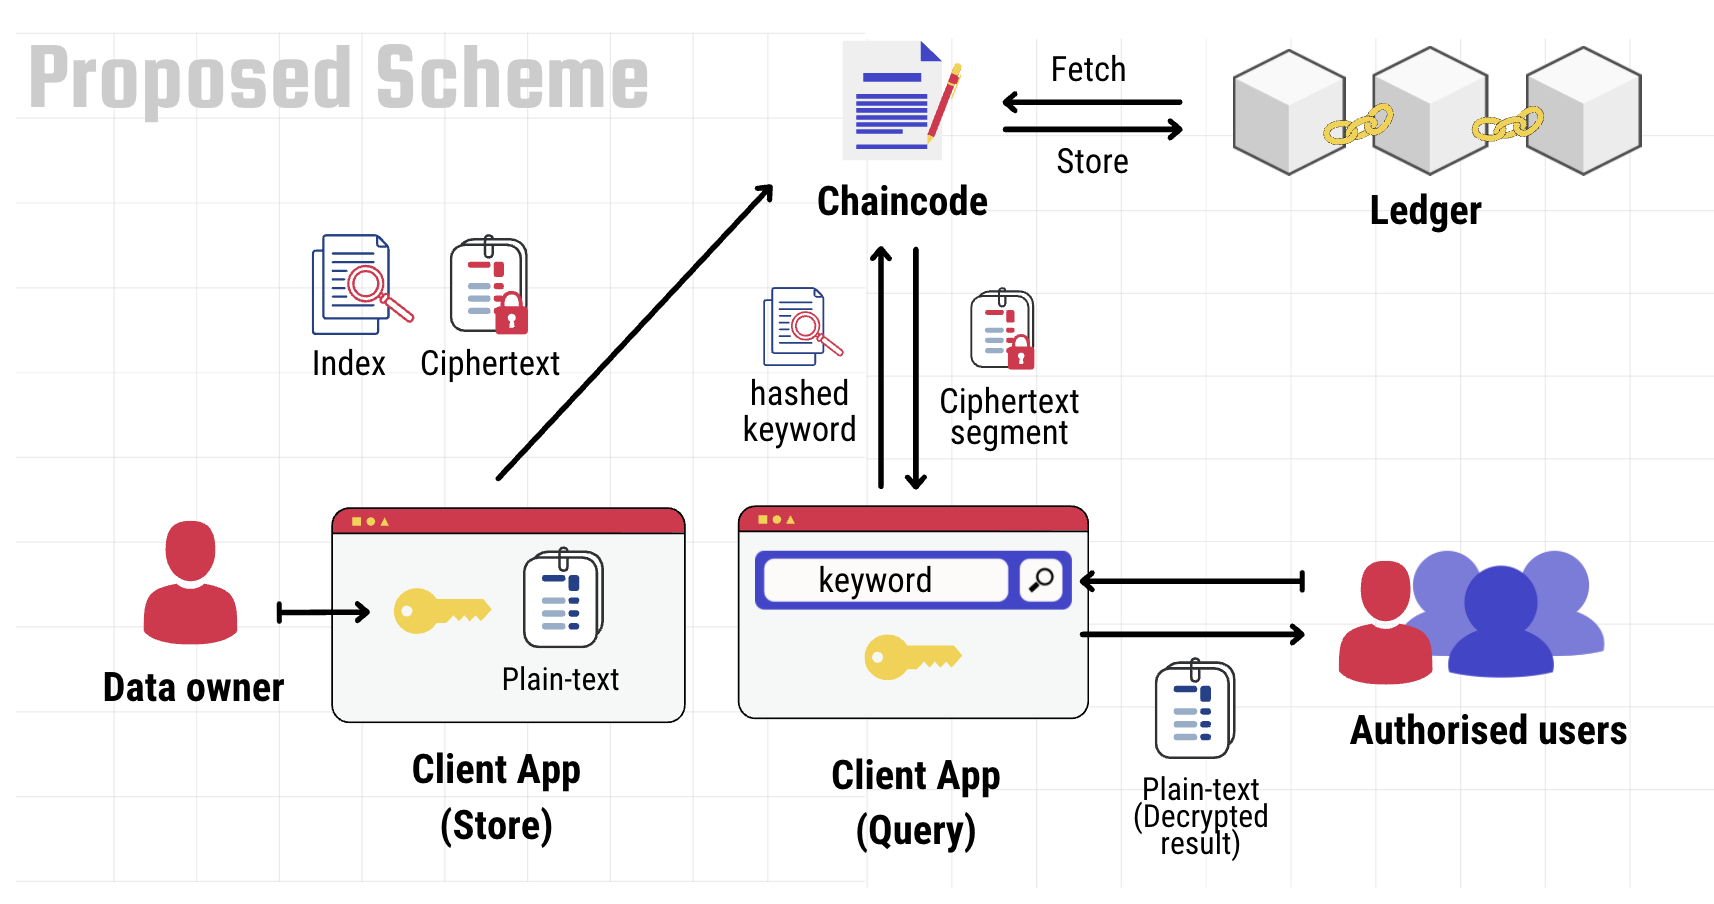 Proposed Scheme
Fetch
Store
Chaincode
Ledger
Index
Ciphertext
hashed
keyword
Ciphertext
segment
keyword
Plain-text
Data owner
Client App
(Store)
Client App
(Query)
Plain-text
(Decrypted
result)
Authorised users